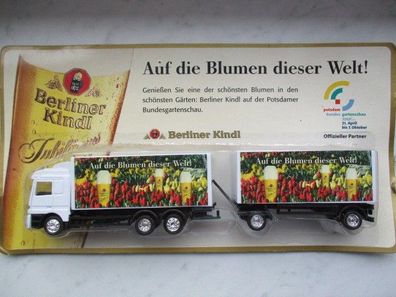 Auf die Blumen dieser Welt!
Genießen Sie eine der schönsten Blumen in den
schönsten Gärten: Berliner Kindl auf der Potsdamer
Bundesgartenschau.
Berliner Kindl
Berliner
Kindl
Jubiläums
potsdam
bundesgartenschau
2001
21. April
bis 7. Oktober
Offizieller Partner
Auf die Blumen dieser Welt!
Auf die Blumen dieser Welt!